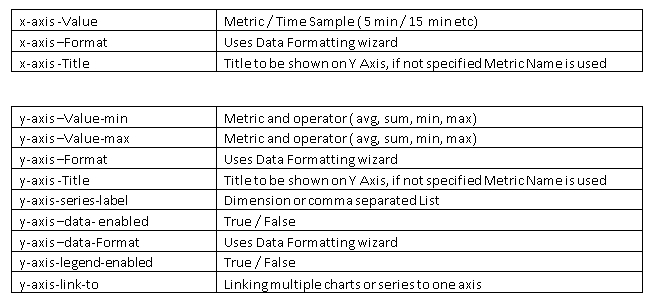 x-axis -Value Metric / Time Sample ( 5 min / 15 min etc)
x-axis –Format Uses Data Formatting wizard
x-axis -Title Title to be shown on Y Axis, if not specified Metric Name is used
y-axis –Value-min Metric and operator ( avg, sum, min, max)
y-axis –Value-max Metric and operator ( avg, sum, min, max)
y-axis –Format Uses Data Formatting wizard
y-axis -Title Title to be shown on Y Axis, if not specified Metric Name is used
y-axis-series-label Dimension or comma separated List
y-axis –data- enabled True / False
y-axis –data-Format Uses Data Formatting wizard
y-axis-legend-enabled True / False
y-axis-link-to Linking multiple charts or series to one axis